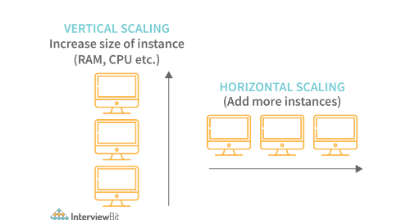 VERTICAL SCALING
Increase size of instance
(RAM, CPU etc.)
HORIZONTAL SCALING
(Add more instances)
InterviewBit